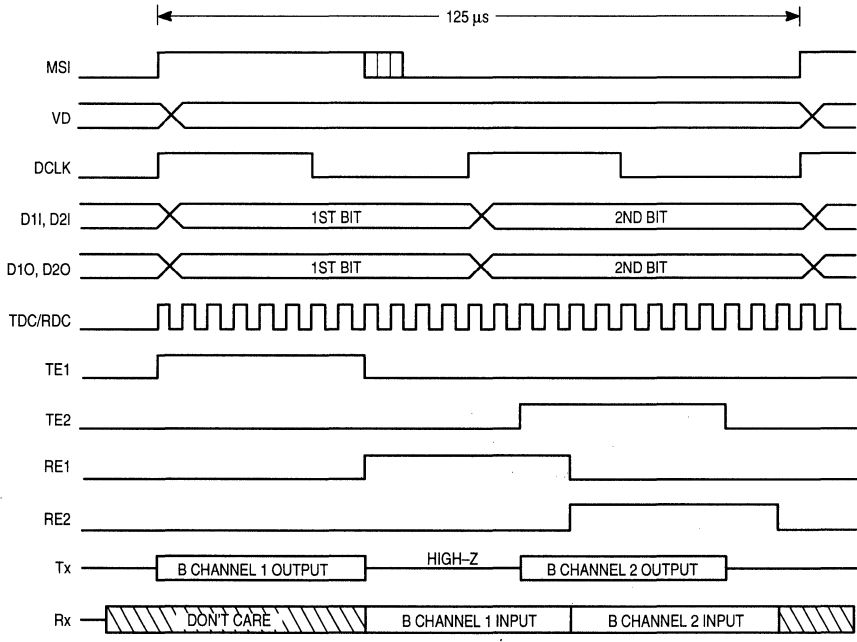 125 µs
MSI
VD
DCLK
D1I, D2I 1ST BIT 2ND BIT
D1O, D2O 1ST BIT 2ND BIT
TDC/RDC
TE1
TE2
RE1
RE2
Tx B CHANNEL 1 OUTPUT HIGH–Z B CHANNEL 2 OUTPUT
Rx DON'T CARE B CHANNEL 1 INPUT B CHANNEL 2 INPUT